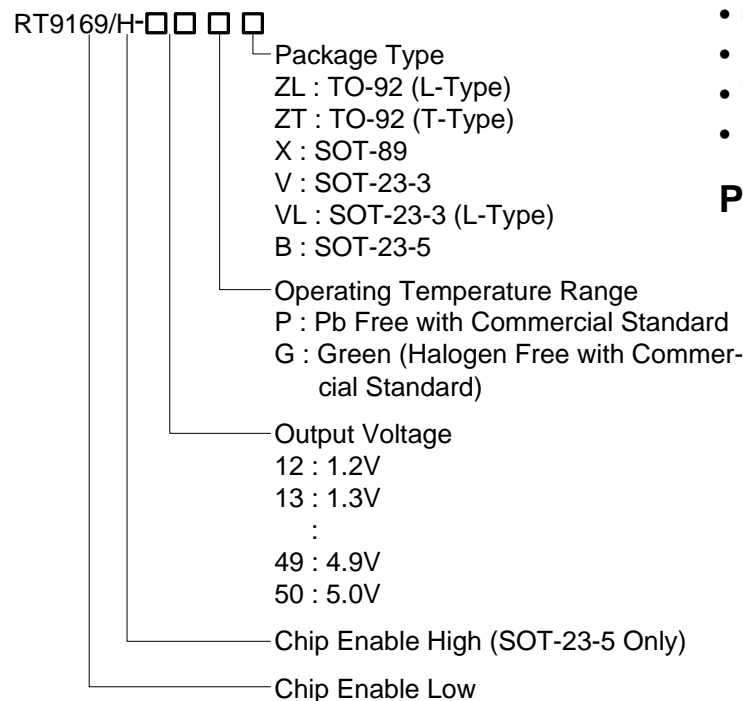 RT9169/H-□□ □ □
Package Type
ZL : TO-92 (L-Type)
ZT : TO-92 (T-Type)
X : SOT-89
V : SOT-23-3
VL : SOT-23-3 (L-Type)
B : SOT-23-5
Operating Temperature Range
P : Pb Free with Commercial Standard
G : Green (Halogen Free with Commer-
cial Standard)
Output Voltage
12 : 1.2V
13 : 1.3V
:
49 : 4.9V
50 : 5.0V
Chip Enable High (SOT-23-5 Only)
Chip Enable Low
P